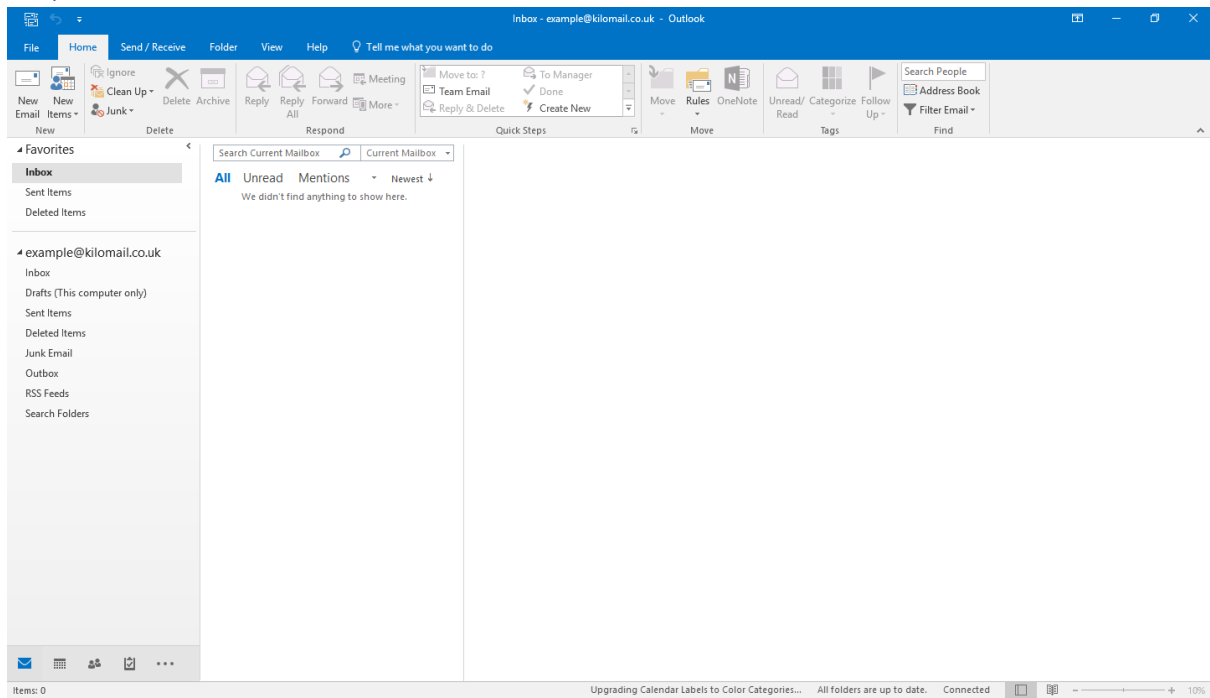 Inbox - example@kilomail.co.uk - Outlook
File Home Send / Receive Folder View Help Tell me what you want to do
New Email
New Items
Ignore
Clean Up
Junk
Delete
Archive
Reply
Reply All
Forward
Meeting
More
Move to: ?
Team Email
Reply & Delete
To Manager
Done
Create New
Move
Rules
OneNote
Unread/ Read
Categorize
Follow Up
Search People
Address Book
Filter Email
New Delete Respond Quick Steps Move Tags Find
Favorites
Inbox
Sent Items
Deleted Items
example@kilomail.co.uk
Inbox
Drafts (This computer only)
Sent Items
Deleted Items
Junk Email
Outbox
RSS Feeds
Search Folders
Search Current Mailbox Current Mailbox
All Unread Mentions Newest ↓
We didn't find anything to show here.
Items: 0 Upgrading Calendar Labels to Color Categories... All folders are up to date. Connected 10%